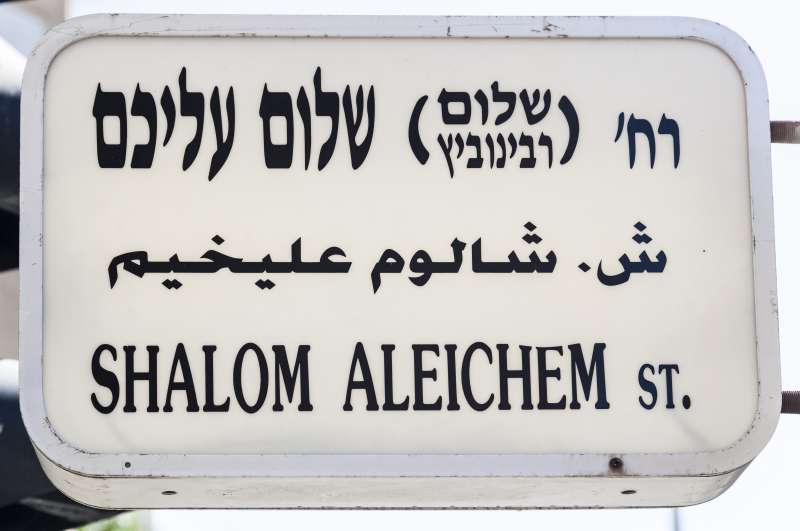 רח' (שלום רבינוביץ) שלום עליכם
ش. شالوم عليخيم
SHALOM ALEICHEM ST.